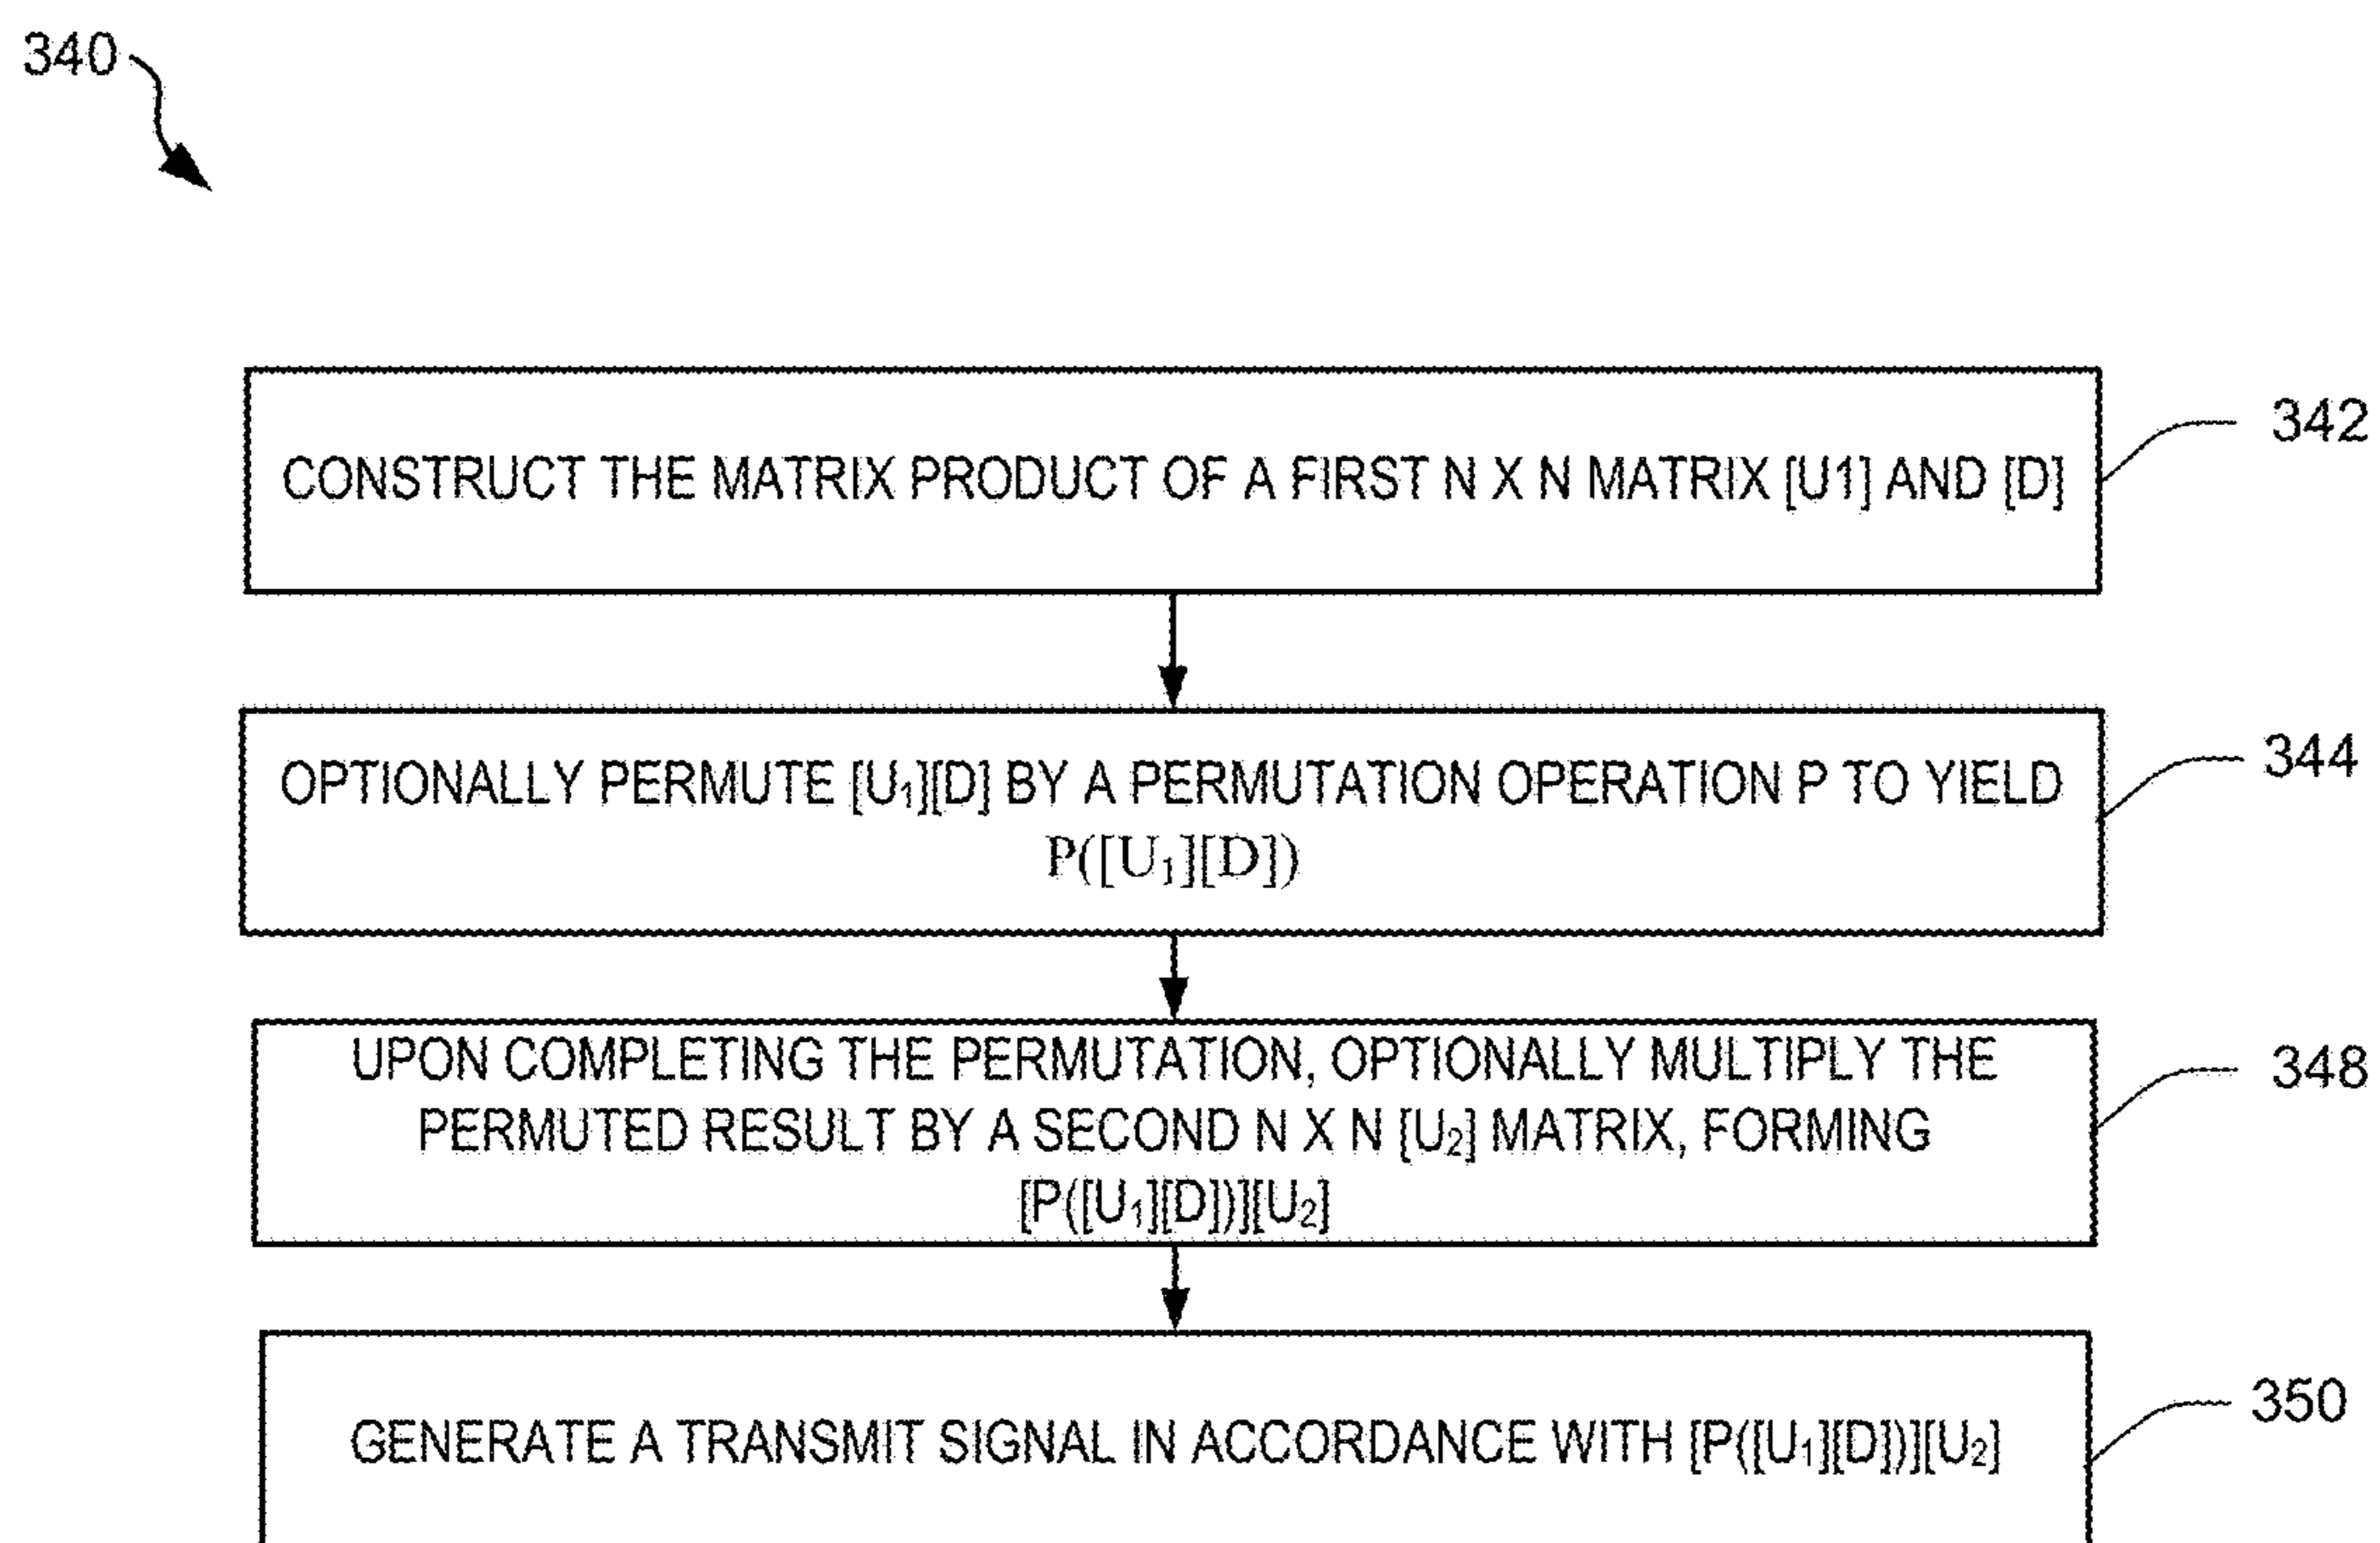 340
CONSTRUCT THE MATRIX PRODUCT OF A FIRST N X N MATRIX [U1] AND [D]
342
OPTIONALLY PERMUTE [U₁][D] BY A PERMUTATION OPERATION P TO YIELD
P([U₁][D])
344
UPON COMPLETING THE PERMUTATION, OPTIONALLY MULTIPLY THE
PERMUTED RESULT BY A SECOND N X N [U₂] MATRIX, FORMING
[P([U₁][D])][U₂]
348
GENERATE A TRANSMIT SIGNAL IN ACCORDANCE WITH [P([U₁][D])][U₂]
350